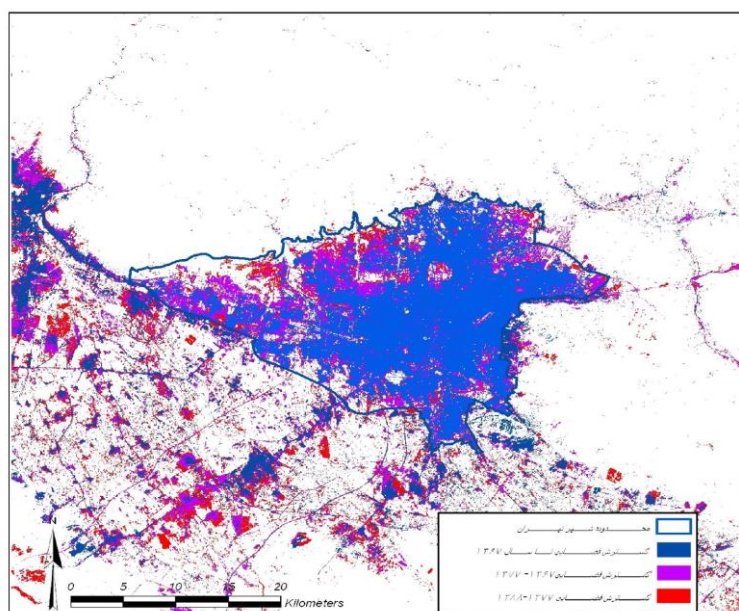 N
0 5 10 15 20
Kilometers
محدوده شهر تهران
گسترش فضایی تا سال ۱۳۶۷
گسترش فضایی ۱۳۶۷-۱۳۷۷
گسترش فضایی ۱۳۷۷-۱۳۸۸